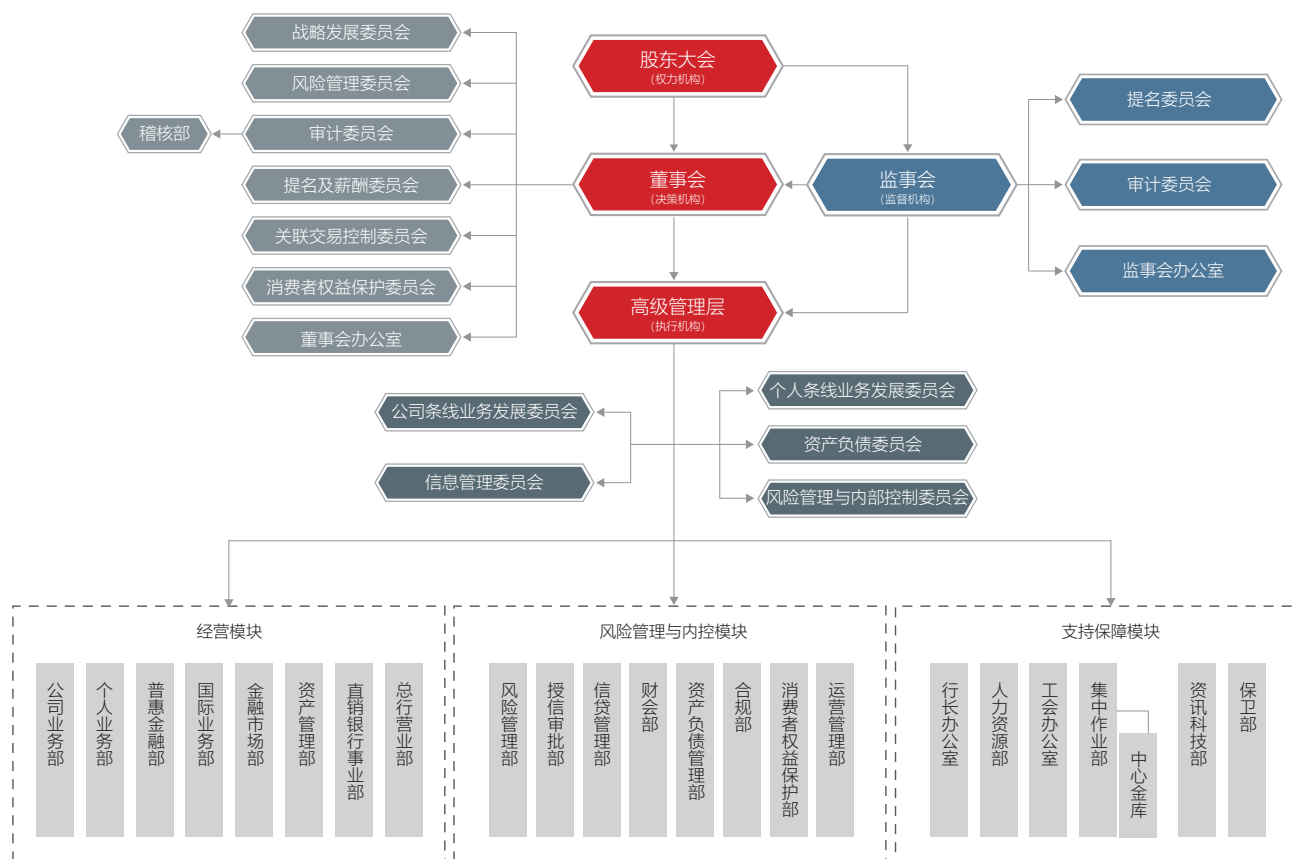 战略发展委员会
风险管理委员会
审计委员会
稽核部
提名及薪酬委员会
关联交易控制委员会
消费者权益保护委员会
董事会办公室
股东大会
(权力机构)
董事会
(决策机构)
监事会
(监督机构)
高级管理层
(执行机构)
提名委员会
审计委员会
监事会办公室
公司条线业务发展委员会
信息管理委员会
个人条线业务发展委员会
资产负债委员会
风险管理与内部控制委员会
经营模块
公司业务部
个人业务部
普惠金融部
国际业务部
金融市场部
资产管理部
直销银行事业部
总行营业部
风险管理与内控模块
风险管理部
授信审批部
信贷管理部
财会部
资产负债管理部
合规部
消费者权益保护部
运营管理部
支持保障模块
行长办公室
人力资源部
工会办公室
集中作业部
中心金库
资讯科技部
保卫部